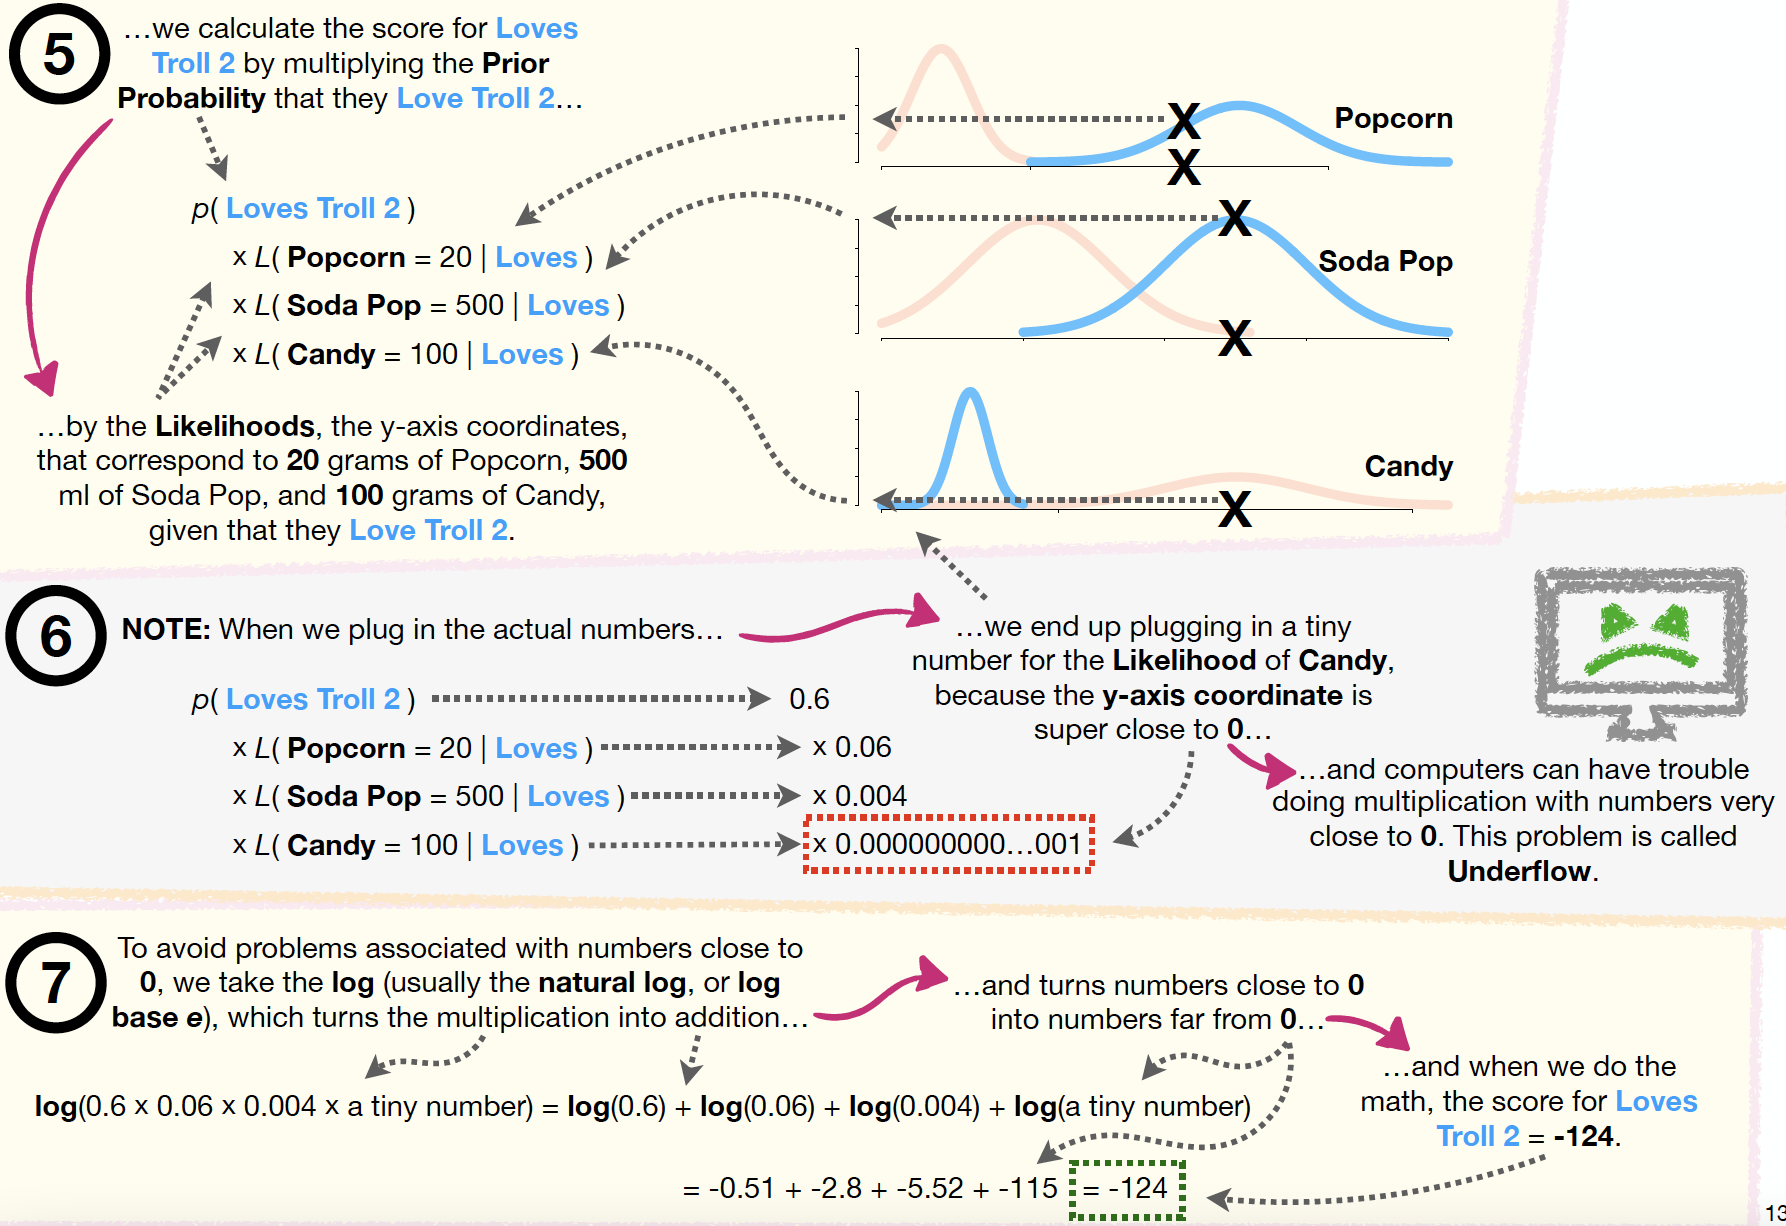 5
…we calculate the score for Loves
Troll 2 by multiplying the Prior
Probability that they Love Troll 2…
p( Loves Troll 2 )
x L( Popcorn = 20 | Loves )
x L( Soda Pop = 500 | Loves )
x L( Candy = 100 | Loves )
…by the Likelihoods, the y-axis coordinates,
that correspond to 20 grams of Popcorn, 500
ml of Soda Pop, and 100 grams of Candy,
given that they Love Troll 2.
X
X
Popcorn
X
Soda Pop
X
Candy
X
6
NOTE: When we plug in the actual numbers…
p( Loves Troll 2 ) 0.6
x L( Popcorn = 20 | Loves ) x 0.06
x L( Soda Pop = 500 | Loves ) x 0.004
x L( Candy = 100 | Loves ) x 0.000000000…001
…we end up plugging in a tiny
number for the Likelihood of Candy,
because the y-axis coordinate is
super close to 0…
…and computers can have trouble
doing multiplication with numbers very
close to 0. This problem is called
Underflow.
7
To avoid problems associated with numbers close to
0, we take the log (usually the natural log, or log
base e), which turns the multiplication into addition…
…and turns numbers close to 0
into numbers far from 0…
…and when we do the
math, the score for Loves
Troll 2 = -124.
log(0.6 x 0.06 x 0.004 x a tiny number) = log(0.6) + log(0.06) + log(0.004) + log(a tiny number)
= -0.51 + -2.8 + -5.52 + -115 = -124